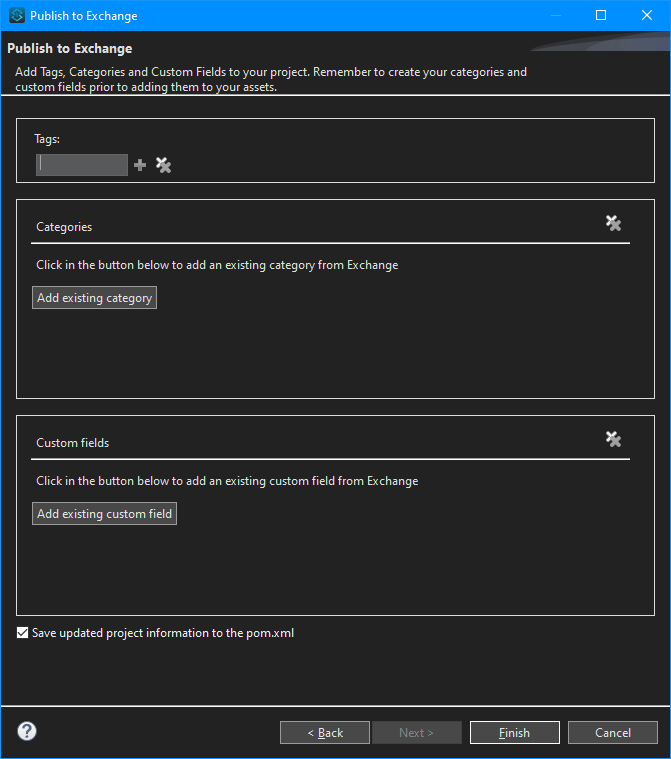 Publish to Exchange
Publish to Exchange
Add Tags, Categories and Custom Fields to your project. Remember to create your categories and
custom fields prior to adding them to your assets.
Tags:
Categories
Click in the button below to add an existing category from Exchange
Add existing category
Custom fields
Click in the button below to add an existing custom field from Exchange
Add existing custom field
Save updated project information to the pom.xml
?
< Back
Next >
Finish
Cancel